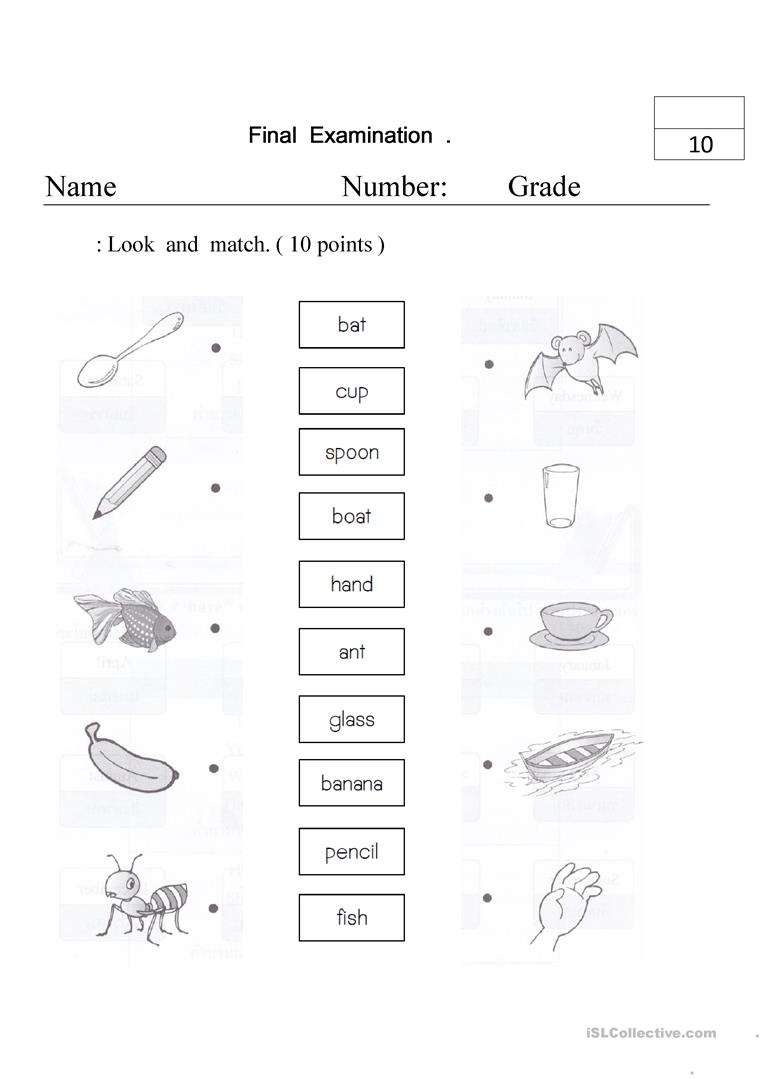 Final Examination .
10
Name Number: Grade
: Look and match. ( 10 points )
bat
cup
spoon
boat
hand
ant
glass
banana
pencil
fish
iSLCollective.com